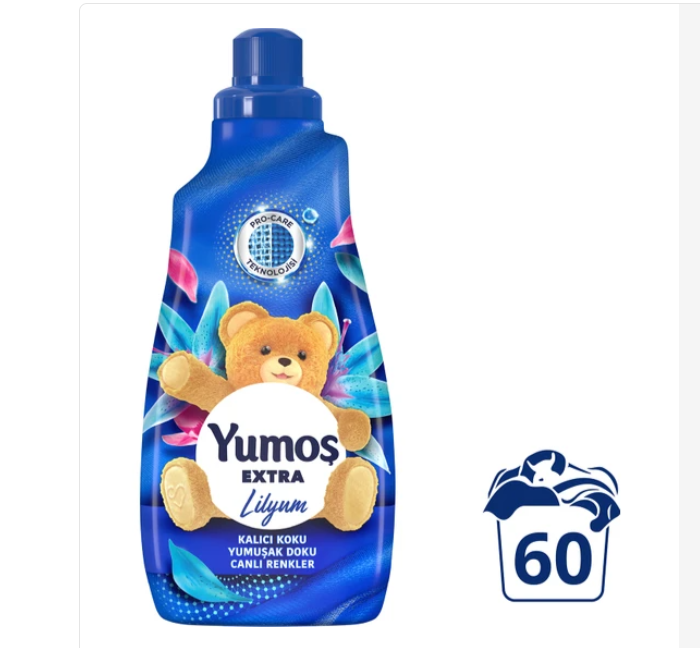 PRO-CARE
TEKNOLOJİSİ
Yumoş
EXTRA
Lilyum
KALICI KOKU
YUMUŞAK DOKU
CANLI RENKLER
60